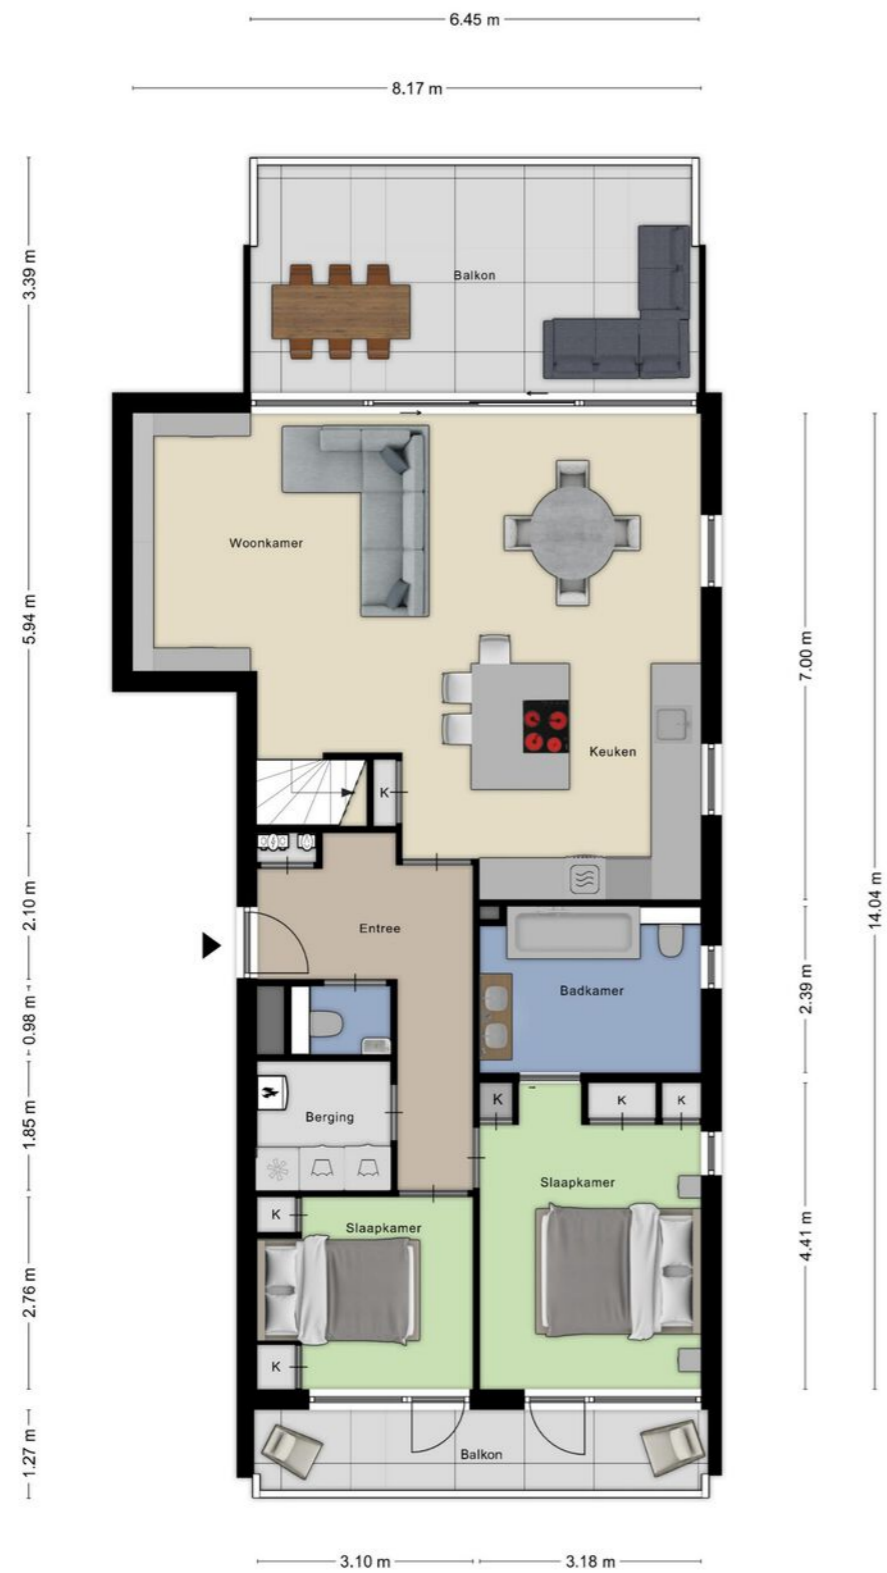 6.45 m
8.17 m
3.39 m
Balkon
Woonkamer
5.94 m
7.00 m
Keuken
K
14.04 m
2.10 m
Entree
Badkamer
2.39 m
0.98 m
1.85 m
Berging
K
K
K
Slaapkamer
K
Slaapkamer
4.41 m
2.76 m
K
1.27 m
Balkon
3.10 m
3.18 m